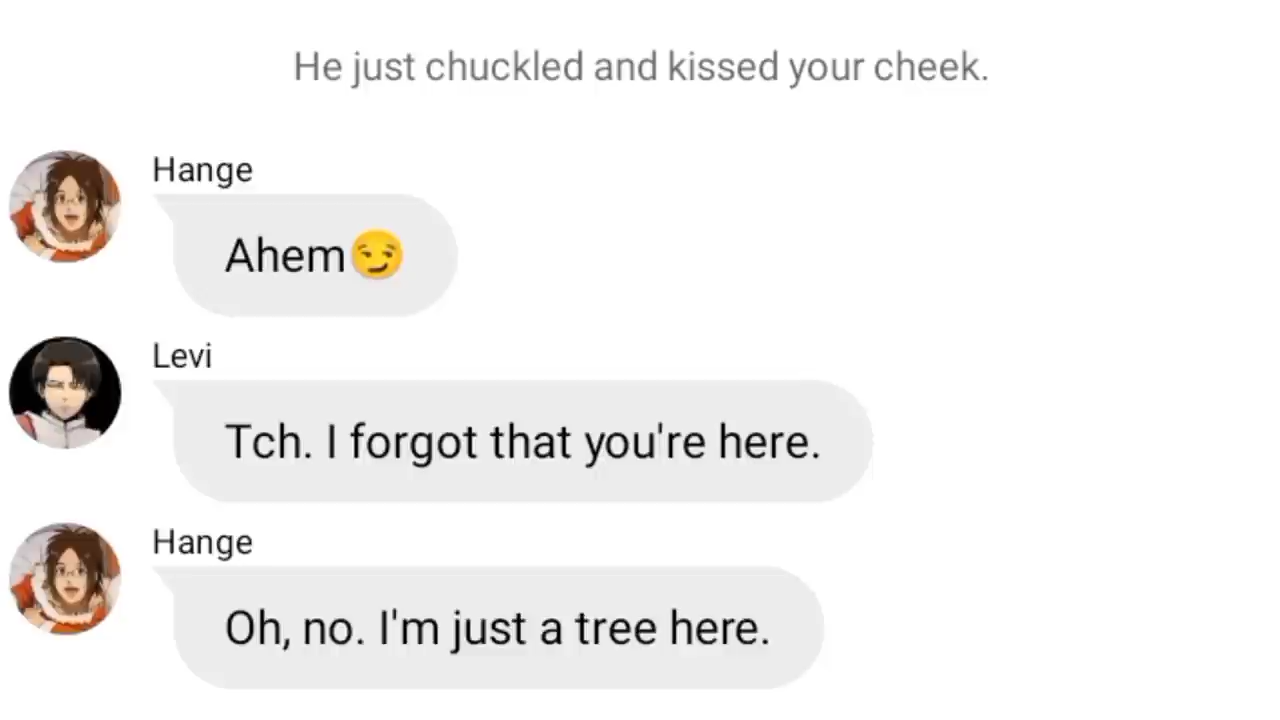 He just chuckled and kissed your cheek.
Hange
Ahem😏
Levi
Tch. I forgot that you're here.
Hange
Oh, no. I'm just a tree here.